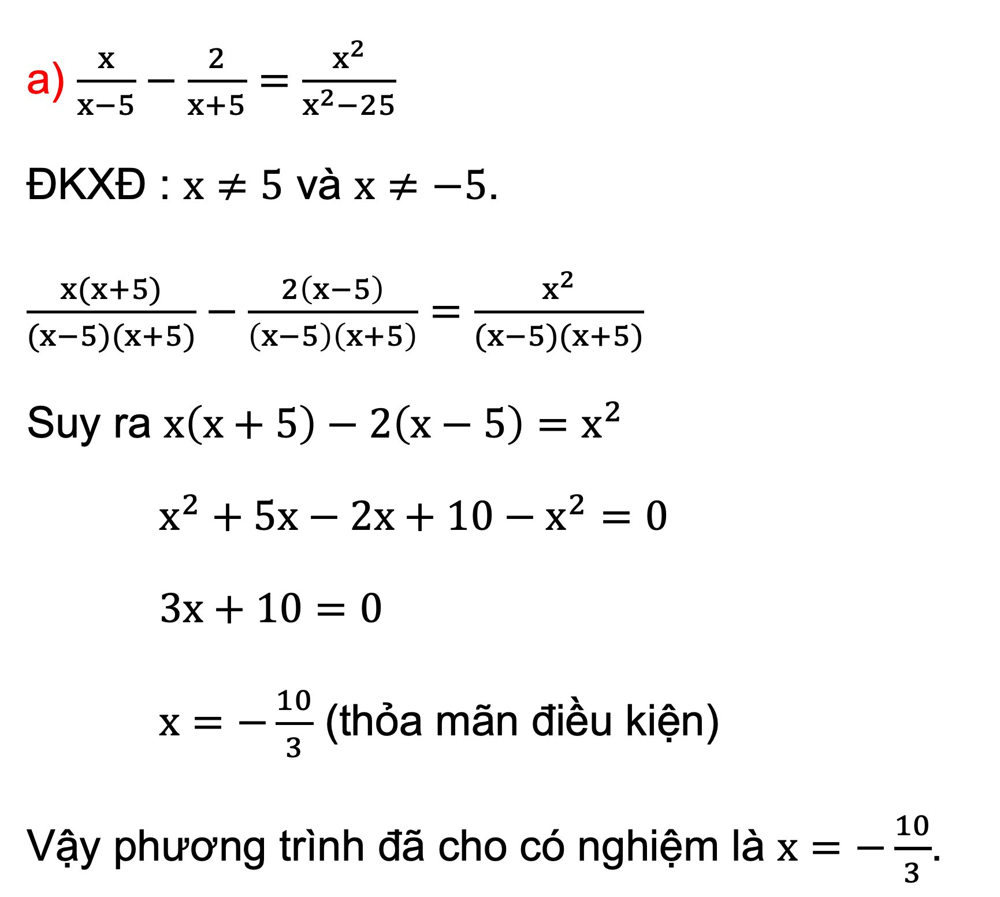 a) x/(x−5) − 2/(x+5) = x²/(x²−25)
ĐKXĐ : x ≠ 5 và x ≠ −5.
x(x+5)/((x−5)(x+5)) − 2(x−5)/((x−5)(x+5)) = x²/((x−5)(x+5))
Suy ra x(x + 5) − 2(x − 5) = x²
x² + 5x − 2x + 10 − x² = 0
3x + 10 = 0
x = −10/3 (thỏa mãn điều kiện)
Vậy phương trình đã cho có nghiệm là x = −10/3.